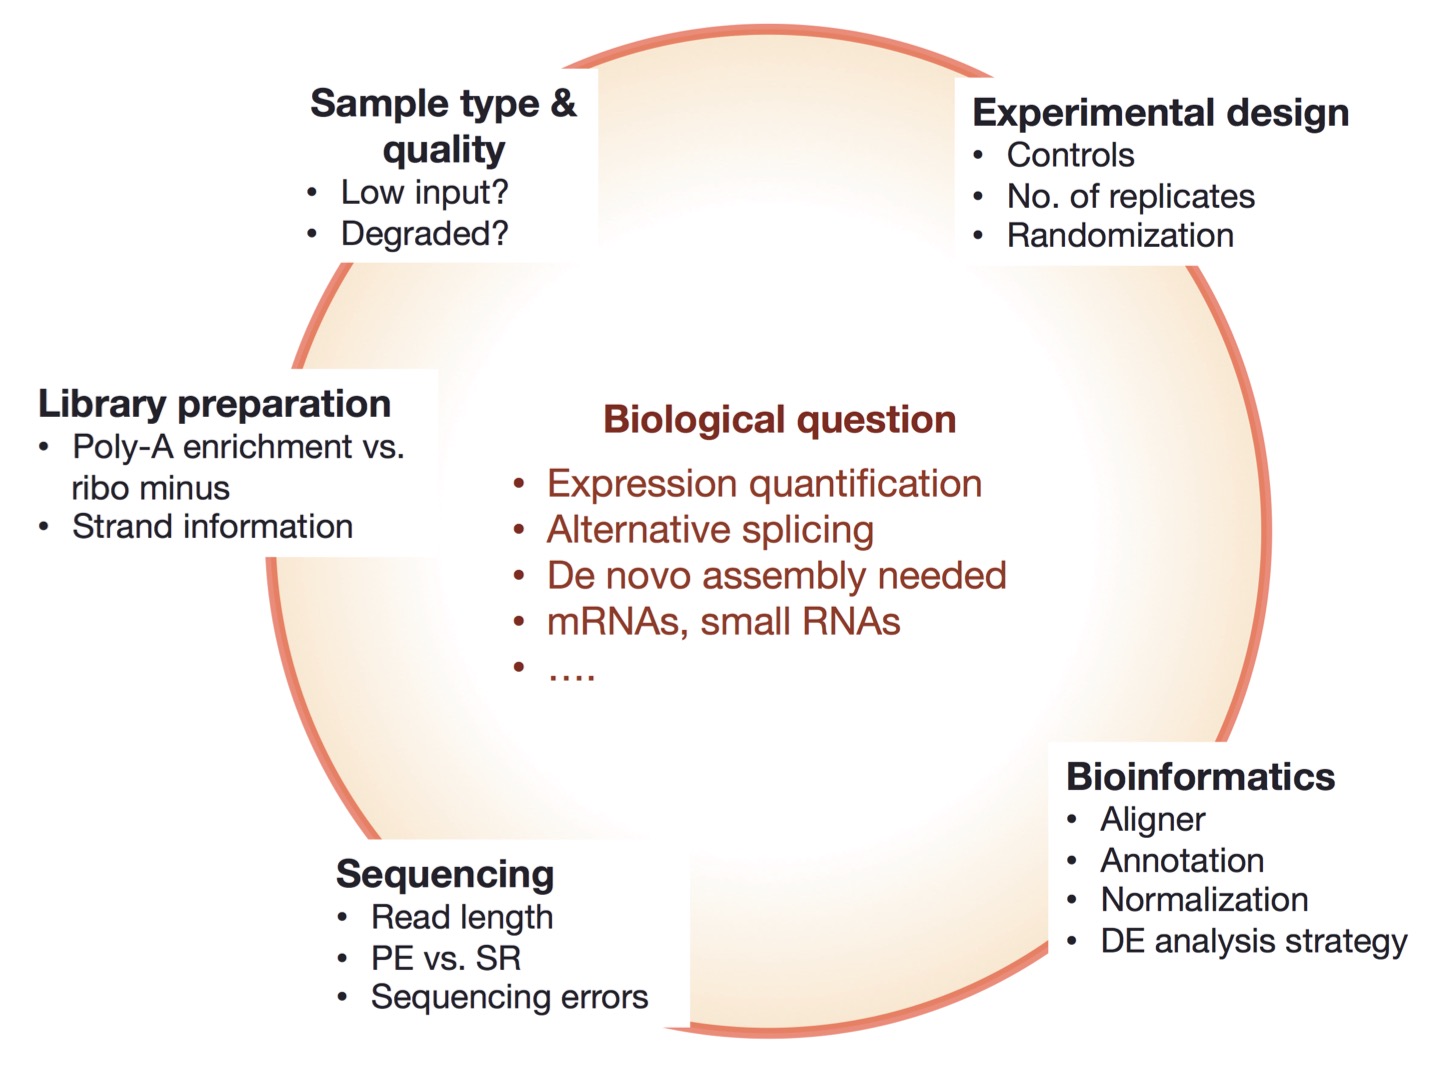 Sample type &
quality
• Low input?
• Degraded?
Experimental design
• Controls
• No. of replicates
• Randomization
Library preparation
• Poly-A enrichment vs.
ribo minus
• Strand information
Biological question
• Expression quantification
• Alternative splicing
• De novo assembly needed
• mRNAs, small RNAs
• ....
Bioinformatics
• Aligner
• Annotation
• Normalization
• DE analysis strategy
Sequencing
• Read length
• PE vs. SR
• Sequencing errors